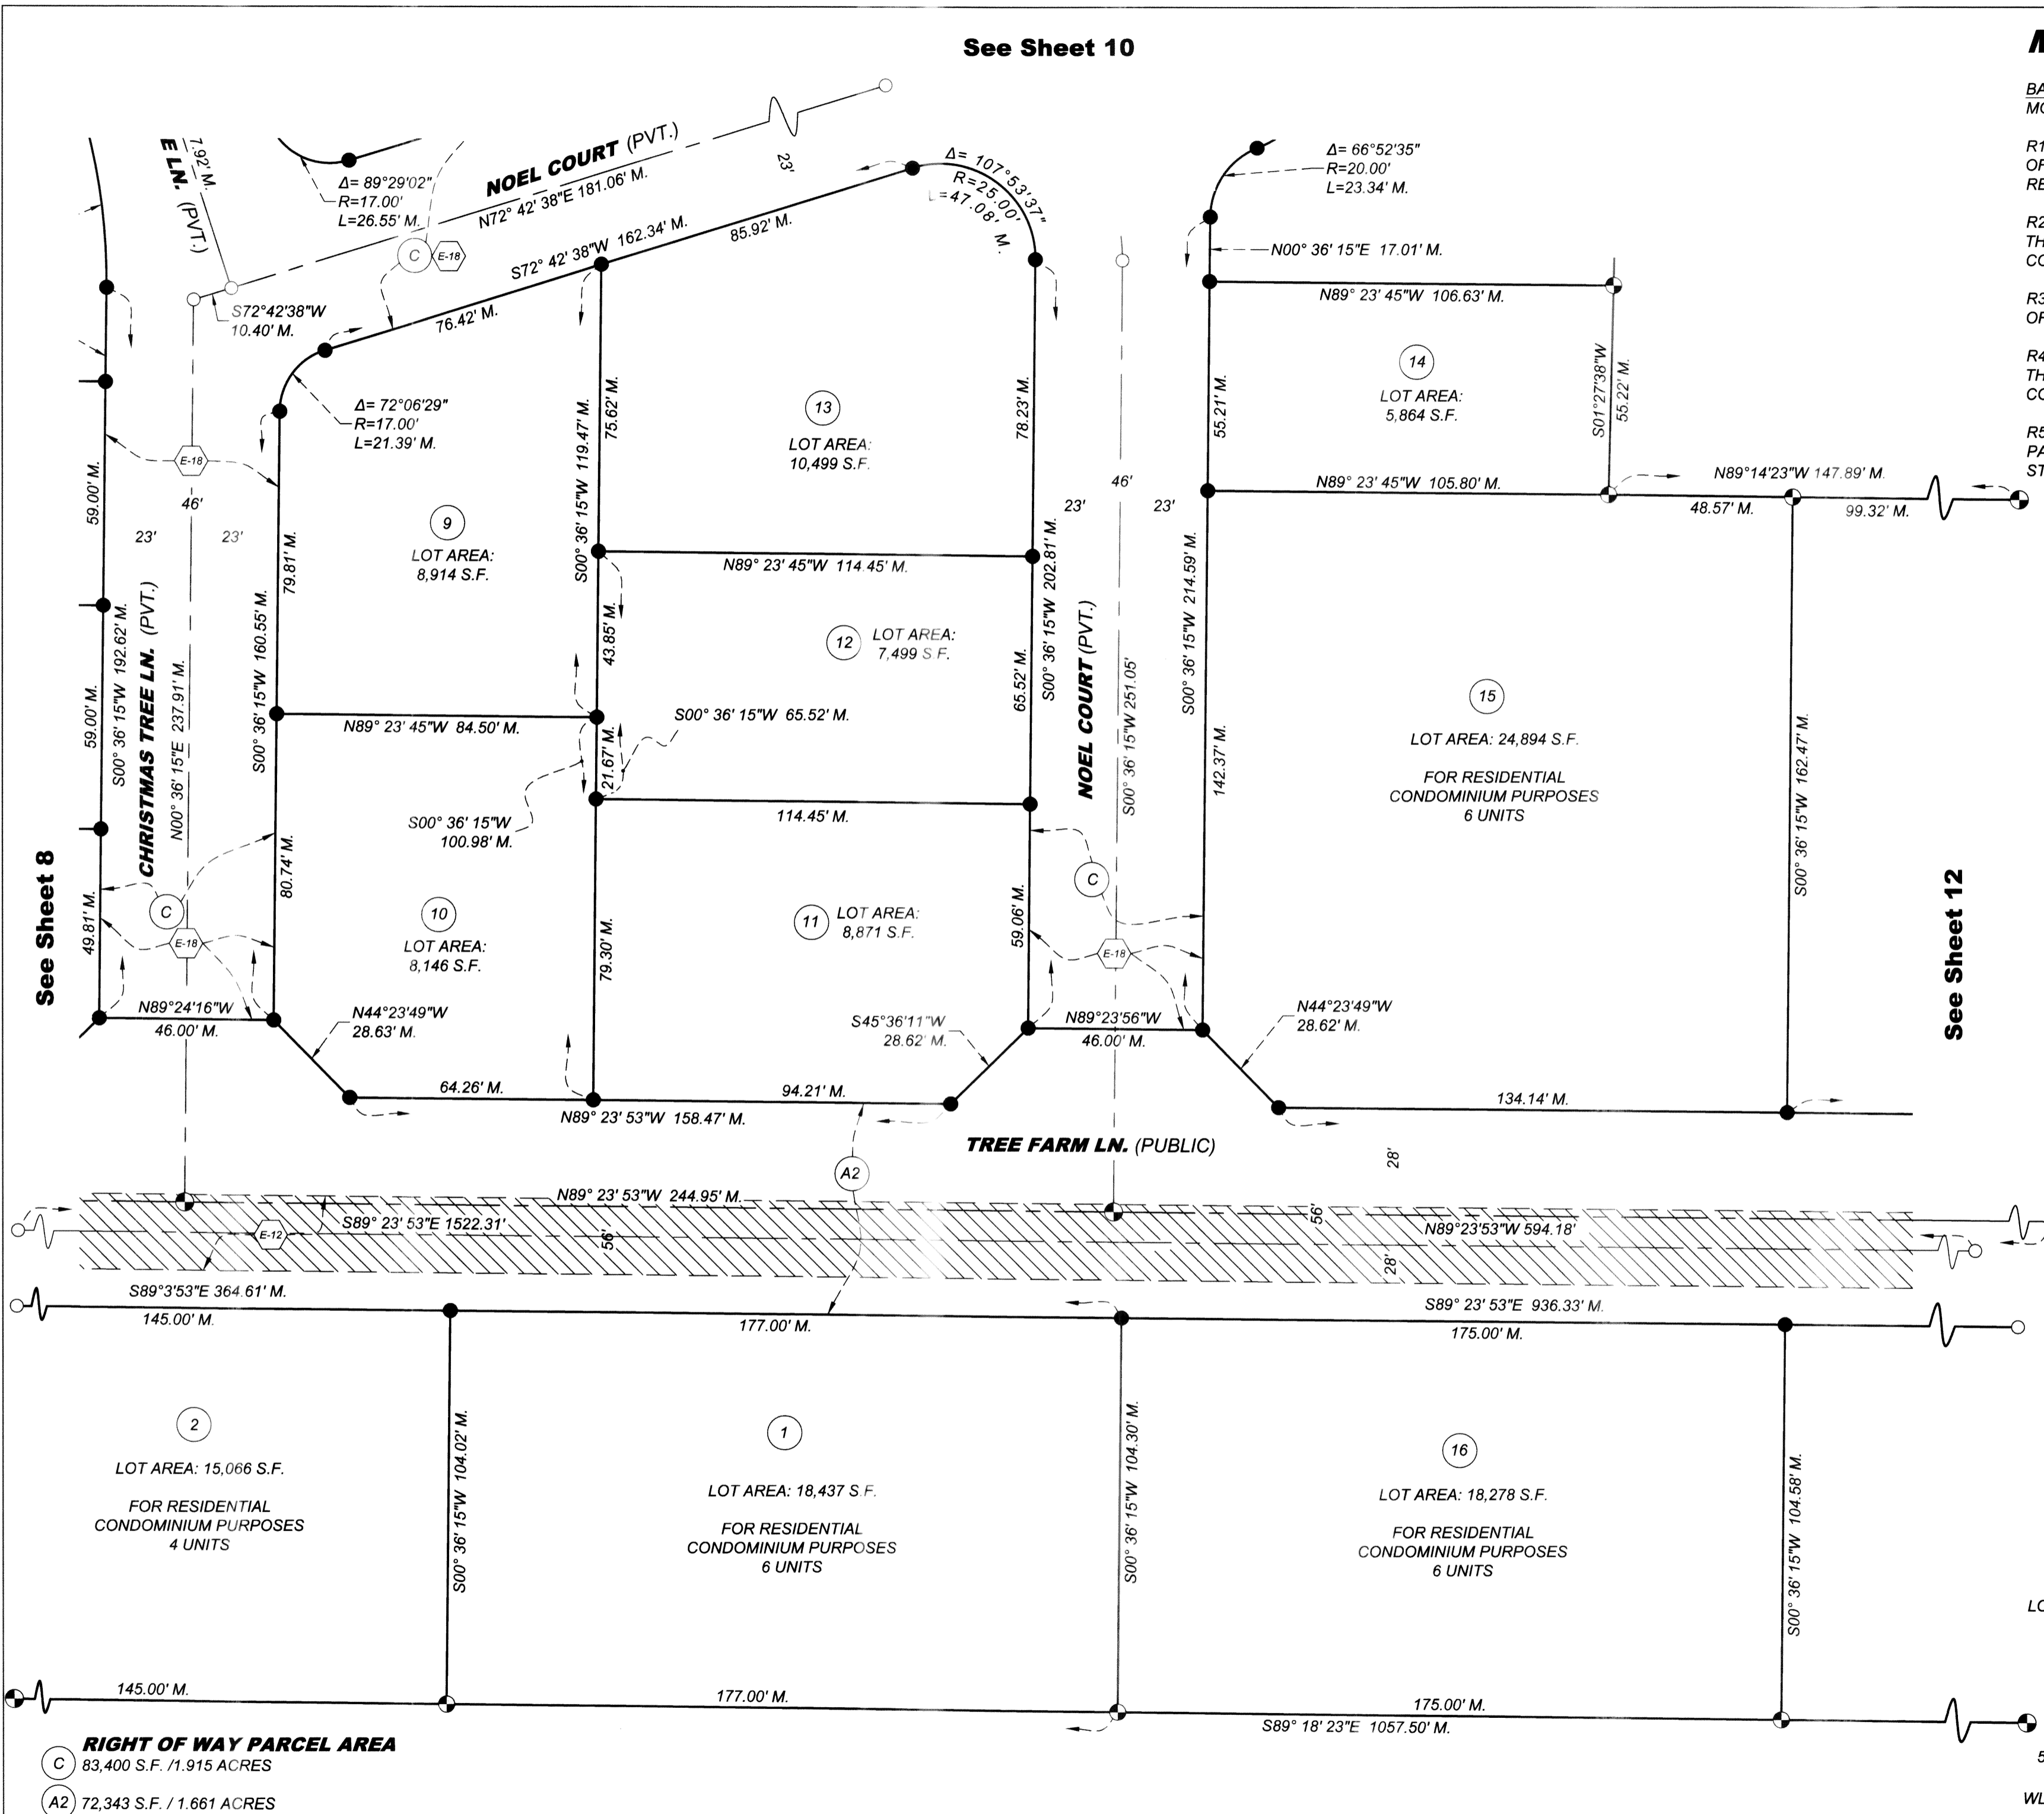 See Sheet 10
E LN. (PVT.)
7.92' M.
Δ= 89°29'02"
R=17.00'
L=26.55' M.
NOEL COURT (PVT.)
N72° 42' 38"E 181.06' M.
23'
C
E-18
S72° 42' 38"W 162.34' M.
85.92' M.
76.42' M.
Δ= 107°53'37"
R=25.00'
L=47.08' M.
Δ= 66°52'35"
R=20.00'
L=23.34' M.
N00° 36' 15"E 17.01' M.
N89° 23' 45"W 106.63' M.
S72°42'38"W
10.40' M.
Δ= 72°06'29"
R=17.00'
L=21.39' M.
14
LOT AREA:
5,864 S.F.
55.21' M.
S01°27'38"W
55.22' M.
N89° 23' 45"W 105.80' M.
N89°14'23"W 147.89' M.
48.57' M.
99.32' M.
13
LOT AREA:
10,499 S.F.
75.62' M.
S00° 36' 15"W 119.47' M.
78.23' M.
E-18
46'
23'
23'
59.00' M.
79.81' M.
9
LOT AREA:
8,914 S.F.
N89° 23' 45"W 114.45' M.
46'
23'
23'
43.85' M.
12
LOT AREA:
7,499 S.F.
65.52' M.
S00° 36' 15"W 202.81' M.
NOEL COURT (PVT.)
S00° 36' 15"W 251.05'
S00° 36' 15"W 214.59' M.
142.37' M.
15
LOT AREA: 24,894 S.F.
FOR RESIDENTIAL
CONDOMINIUM PURPOSES
6 UNITS
S00° 36' 15"W 162.47' M.
59.00' M.
S00° 36' 15"W 192.62' M.
CHRISTMAS TREE LN. (PVT.)
N00° 36' 15"E 237.91' M.
S00° 36' 15"W 160.55' M.
N89° 23' 45"W 84.50' M.
S00° 36' 15"W 65.52' M.
21.67' M.
S00° 36' 15"W
100.98' M.
114.45' M.
See Sheet 8
49.81' M.
C
E-18
80.74' M.
10
LOT AREA:
8,146 S.F.
79.30' M.
11
LOT AREA:
8,871 S.F.
59.06' M.
C
E-18
See Sheet 12
N89°24'16"W
46.00' M.
N44°23'49"W
28.63' M.
S45°36'11"W
28.62' M.
N89°23'56"W
46.00' M.
N44°23'49"W
28.62' M.
64.26' M.
94.21' M.
N89° 23' 53"W 158.47' M.
134.14' M.
TREE FARM LN. (PUBLIC)
28'
A2
N89° 23' 53"W 244.95' M.
S89° 23' 53"E 1522.31'
E-12
56'
56'
N89°23'53"W 594.18'
28'
S89°3'53"E 364.61' M.
145.00' M.
177.00' M.
S89° 23' 53"E 936.33' M.
175.00' M.
2
LOT AREA: 15,066 S.F.
FOR RESIDENTIAL
CONDOMINIUM PURPOSES
4 UNITS
S00° 36' 15"W 104.02' M.
1
LOT AREA: 18,437 S.F.
FOR RESIDENTIAL
CONDOMINIUM PURPOSES
6 UNITS
S00° 36' 15"W 104.30' M.
16
LOT AREA: 18,278 S.F.
FOR RESIDENTIAL
CONDOMINIUM PURPOSES
6 UNITS
S00° 36' 15"W 104.58' M.
145.00' M.
177.00' M.
175.00' M.
S89° 18' 23"E 1057.50' M.
RIGHT OF WAY PARCEL AREA
C 83,400 S.F. /1.915 ACRES
A2 72,343 S.F. / 1.661 ACRES
BA
MO
R1
OF
RE
R2
TH
CO
R3
OF
R4
TH
CO
R5
PA
ST
LO
5
WL